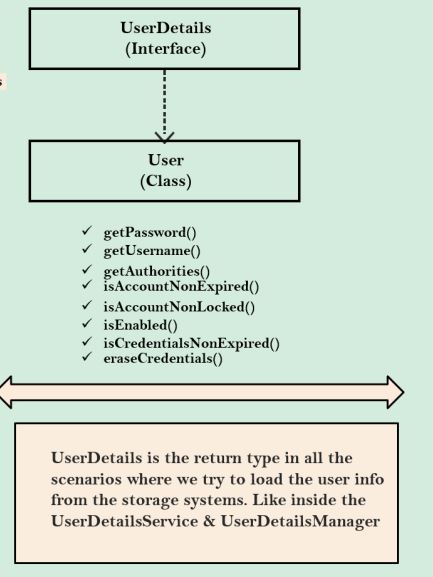 UserDetails
(Interface)
s
User
(Class)
✓ getPassword()
✓ getUsername()
✓ getAuthorities()
✓ isAccountNonExpired()
✓ isAccountNonLocked()
✓ isEnabled()
✓ isCredentialsNonExpired()
✓ eraseCredentials()
UserDetails is the return type in all the
scenarios where we try to load the user info
from the storage systems. Like inside the
UserDetailsService & UserDetailsManager